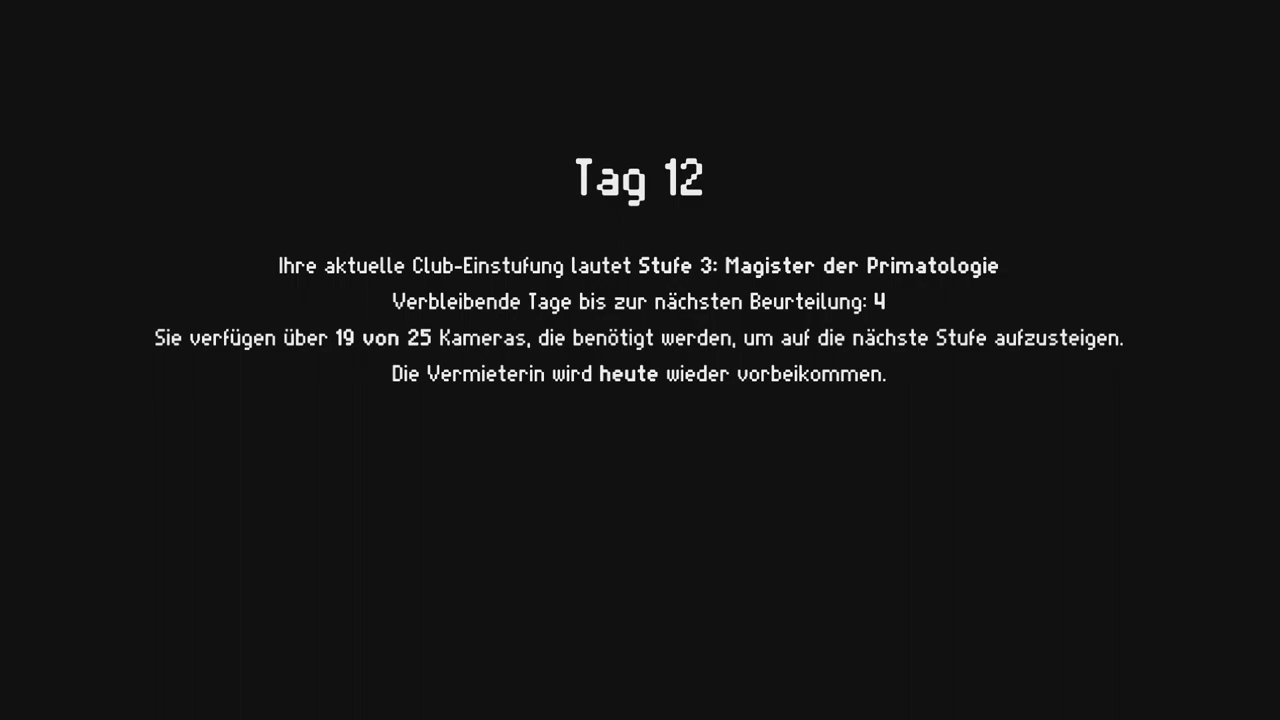 Tag 12
Ihre aktuelle Club-Einstufung lautet Stufe 3: Magister der Primatologie
Verbleibende Tage bis zur nächsten Beurteilung: 4
Sie verfügen über 19 von 25 Kameras, die benötigt werden, um auf die nächste Stufe aufzusteigen.
Die Vermieterin wird heute wieder vorbeikommen.